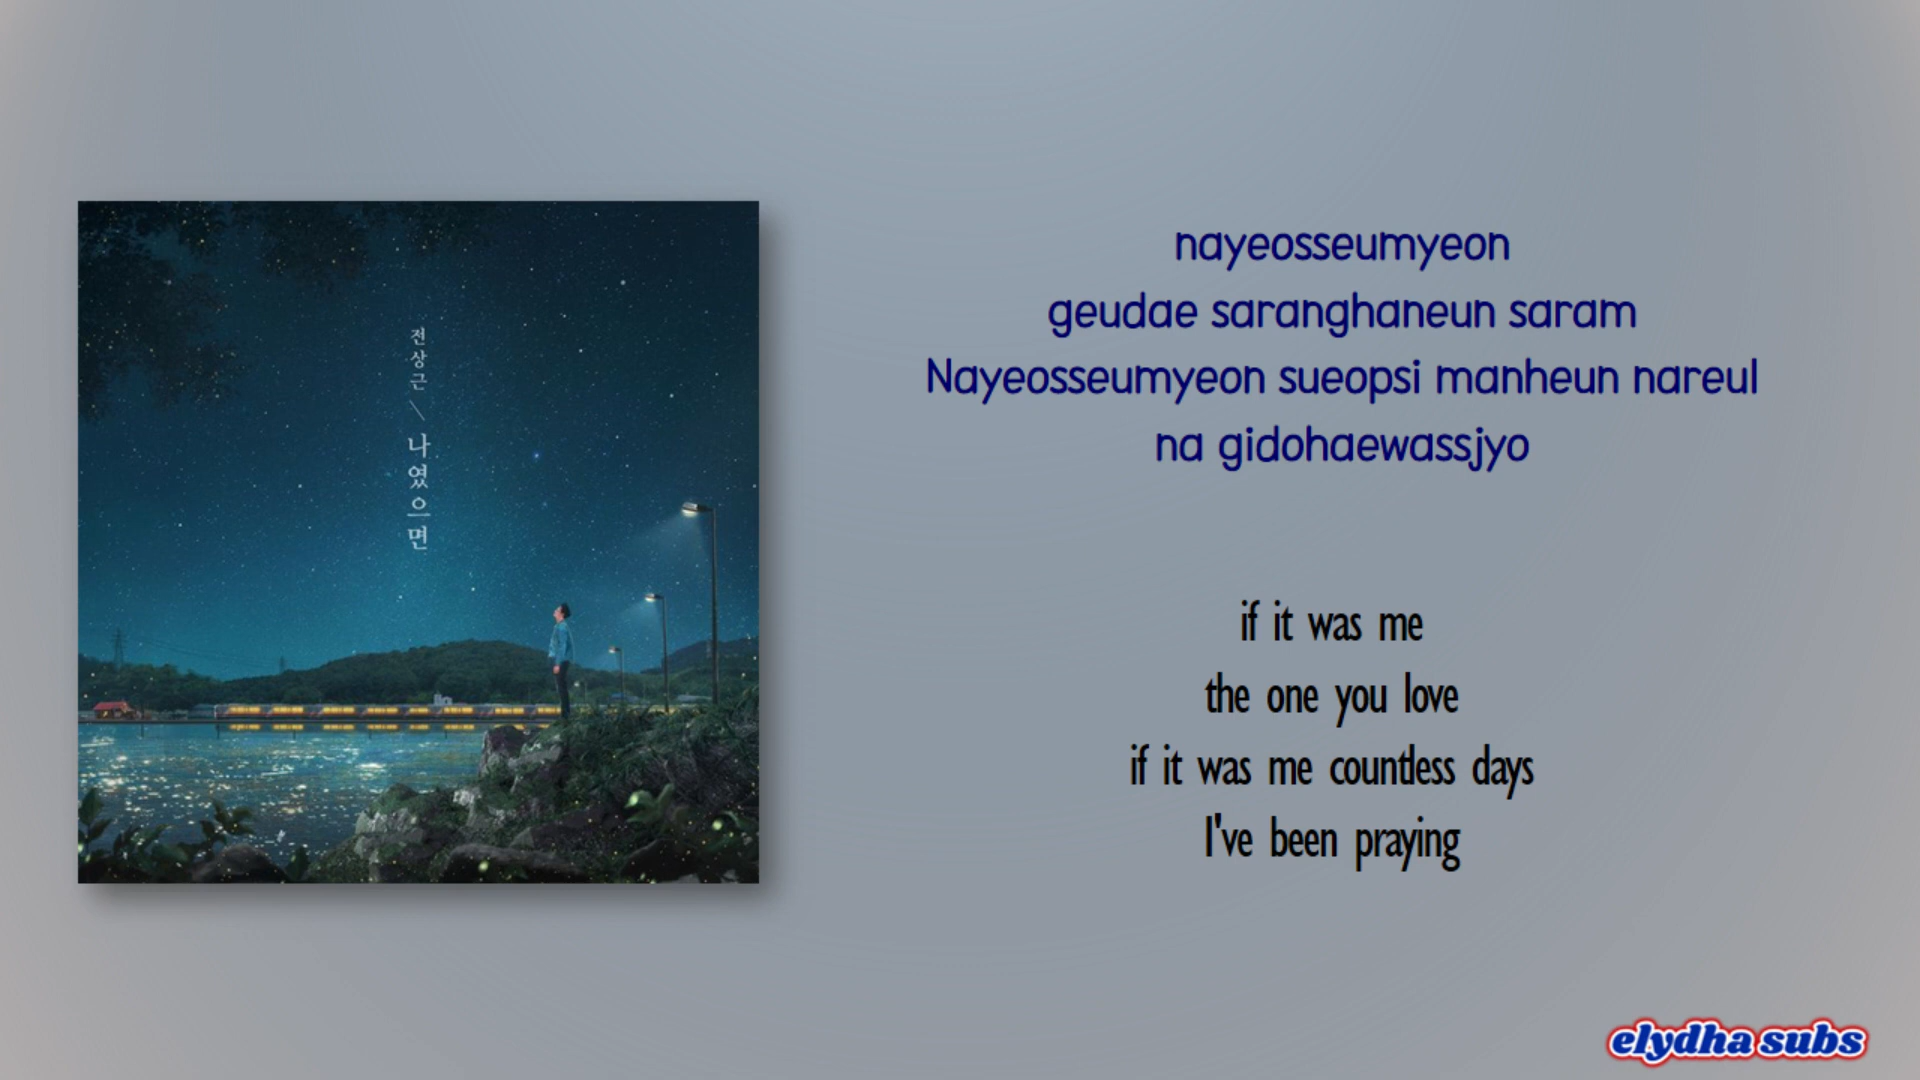 전상근 \ 나였으면
nayeosseumyeon
geudae saranghaneun saram
Nayeosseumyeon sueopsi manheun nareul
na gidohaewassjyo
if it was me
the one you love
if it was me countless days
I've been praying
elydha subs